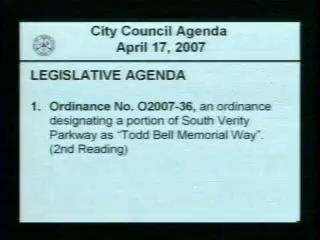 City Council Agenda
April 17, 2007
LEGISLATIVE AGENDA
1. Ordinance No. O2007-36, an ordinance
designating a portion of South Verity
Parkway as “Todd Bell Memorial Way”.
(2nd Reading)